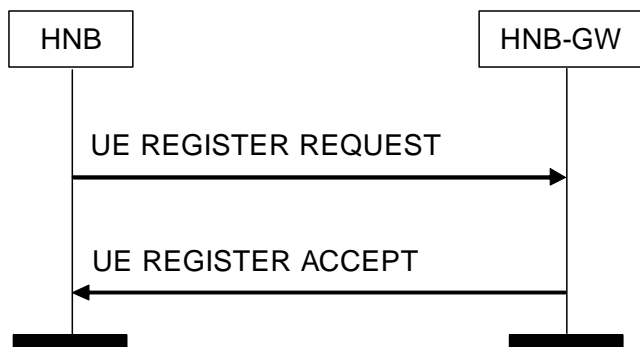 HNB
HNB-GW
UE REGISTER REQUEST
UE REGISTER ACCEPT